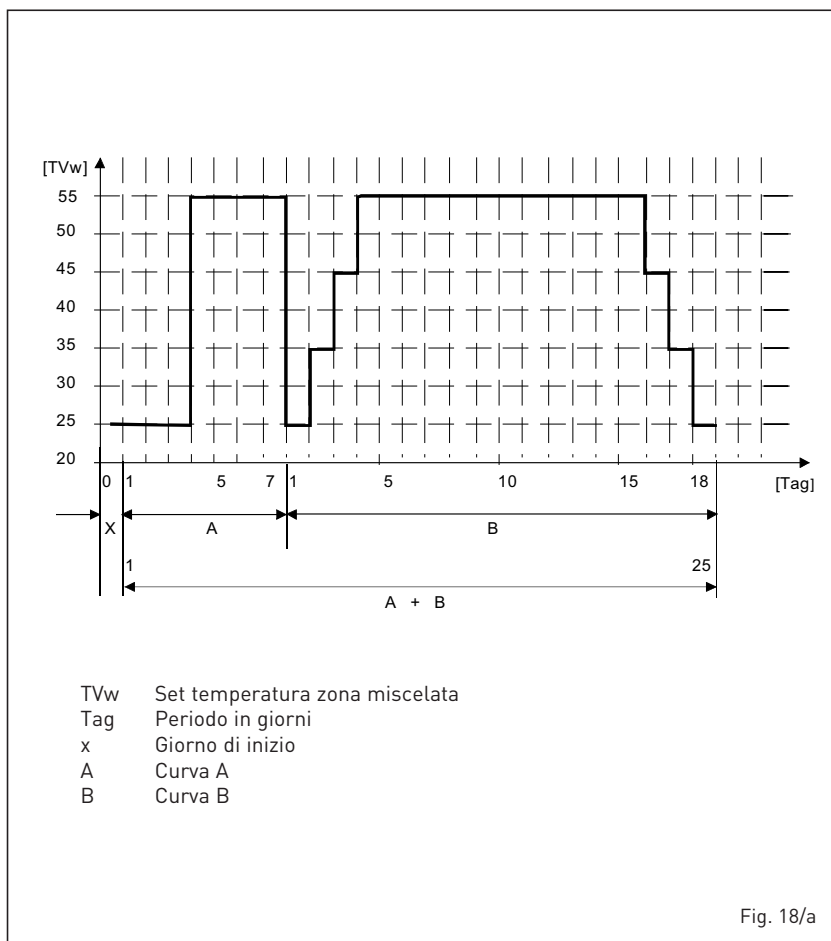 [TVw]
55
50
45
40
35
30
25
20
0 1 5 7 1 5 10 15 18
[Tag]
X A B
1 25
A + B
TVw Set temperatura zona miscelata
Tag Periodo in giorni
x Giorno di inizio
A Curva A
B Curva B
Fig. 18/a